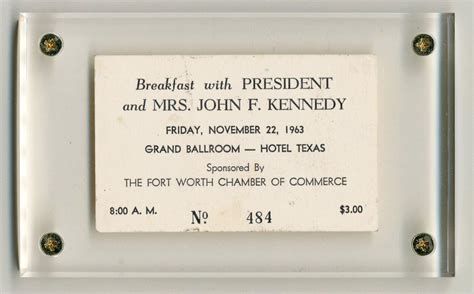 Breakfast with PRESIDENT
and MRS. JOHN F. KENNEDY
FRIDAY, NOVEMBER 22, 1963
GRAND BALLROOM — HOTEL TEXAS
Sponsored By
THE FORT WORTH CHAMBER OF COMMERCE
8:00 A. M. Nº 484 $3.00